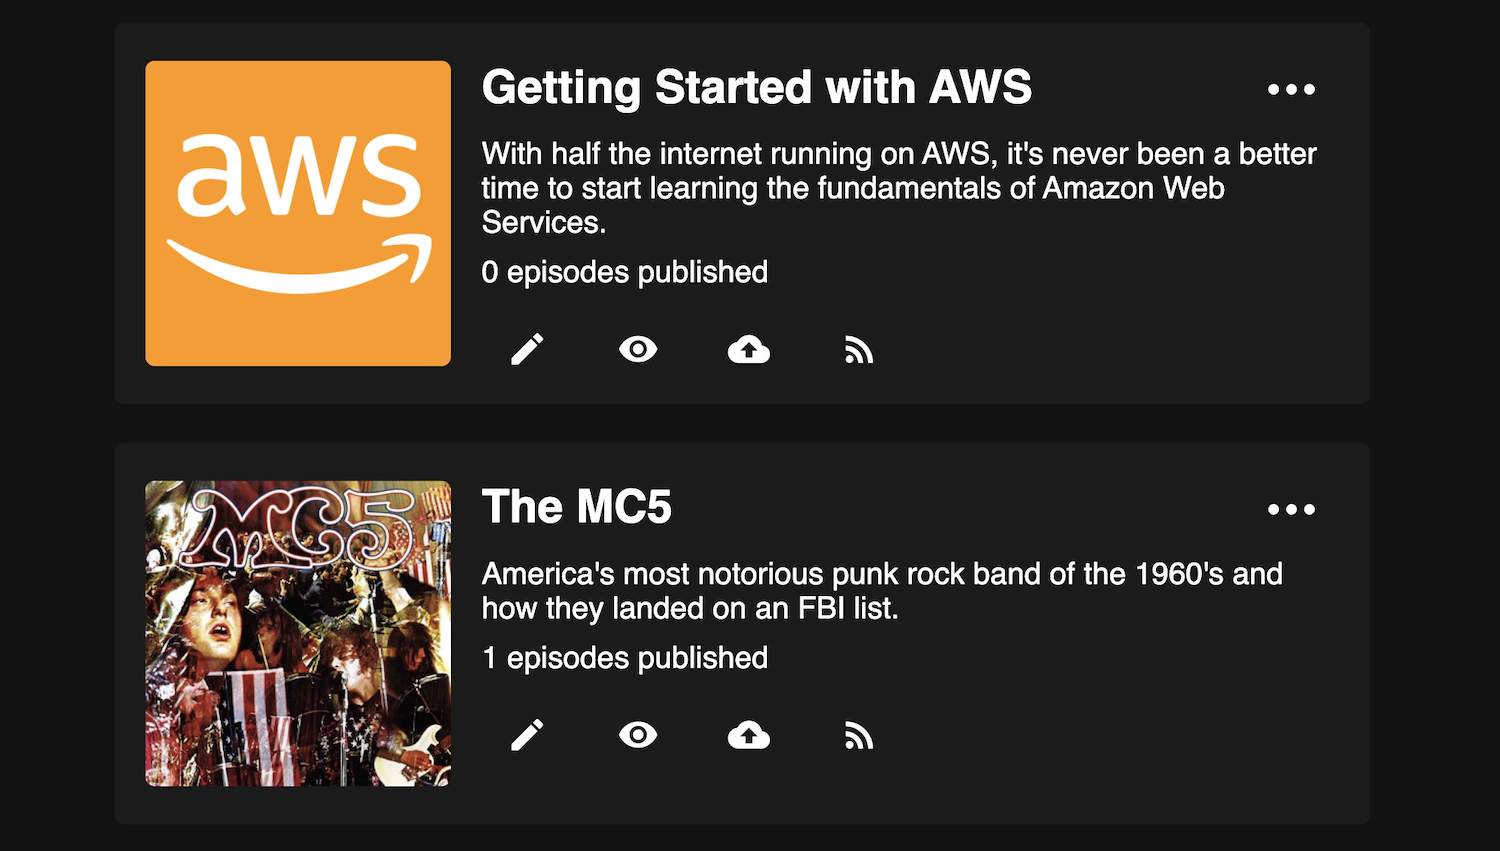 aws
Getting Started with AWS
With half the internet running on AWS, it's never been a better
time to start learning the fundamentals of Amazon Web
Services.
0 episodes published
MC5
The MC5
America's most notorious punk rock band of the 1960's and
how they landed on an FBI list.
1 episodes published